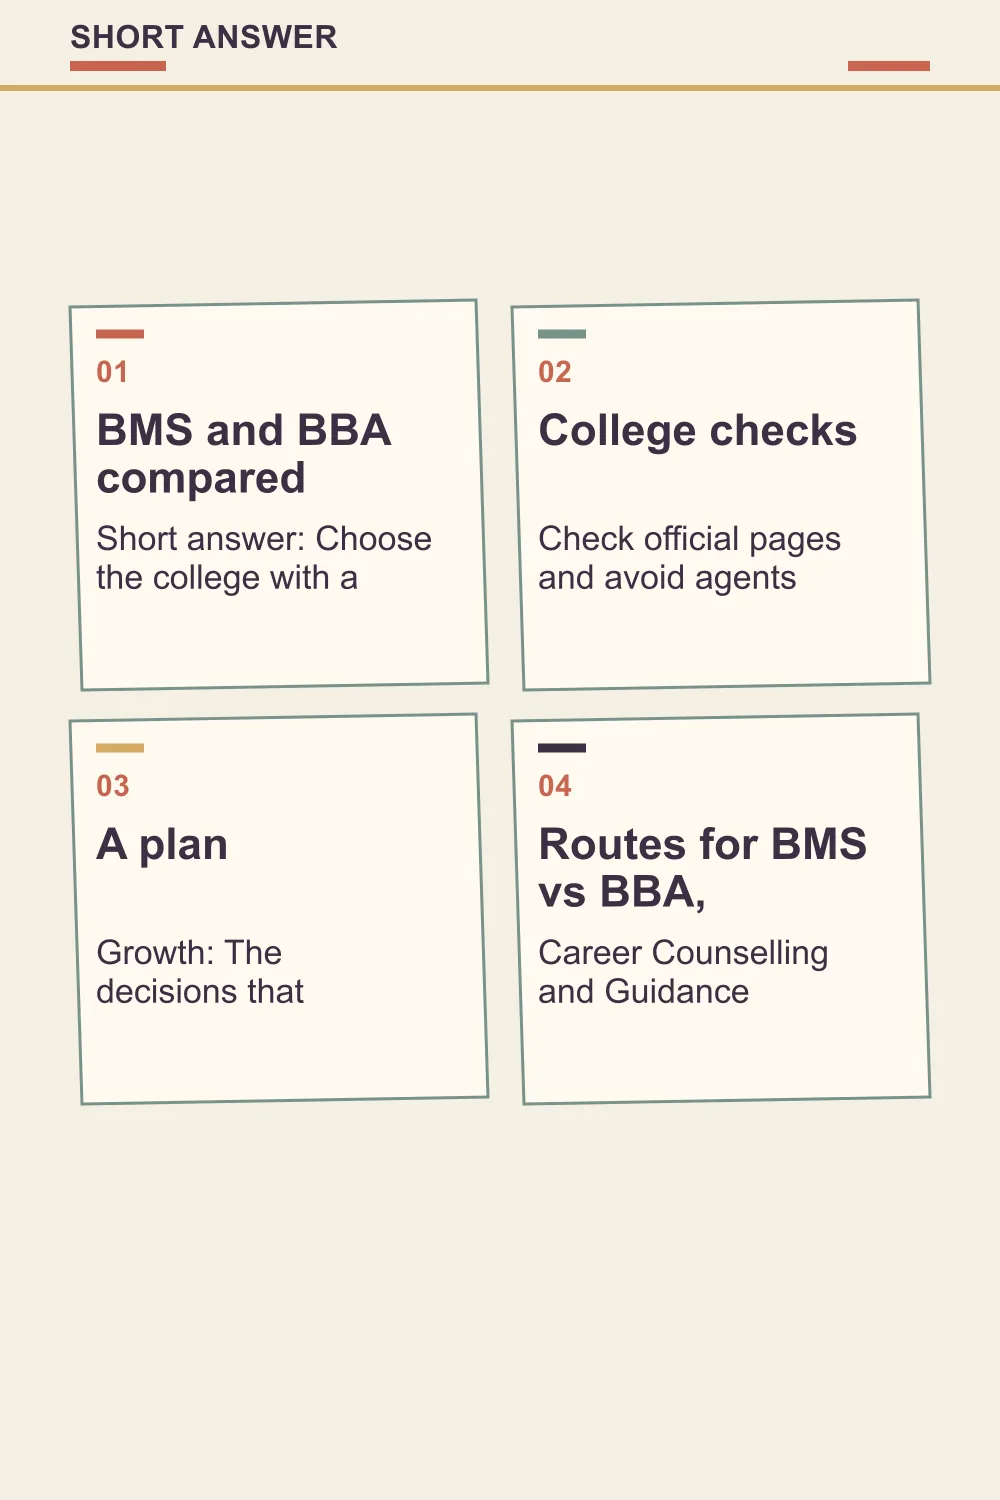 SHORT ANSWER
01
BMS and BBA
compared
Short answer: Choose
the college with a
02
College checks
Check official pages
and avoid agents
03
A plan
Growth: The
decisions that
04
Routes for BMS
vs BBA,
Career Counselling
and Guidance